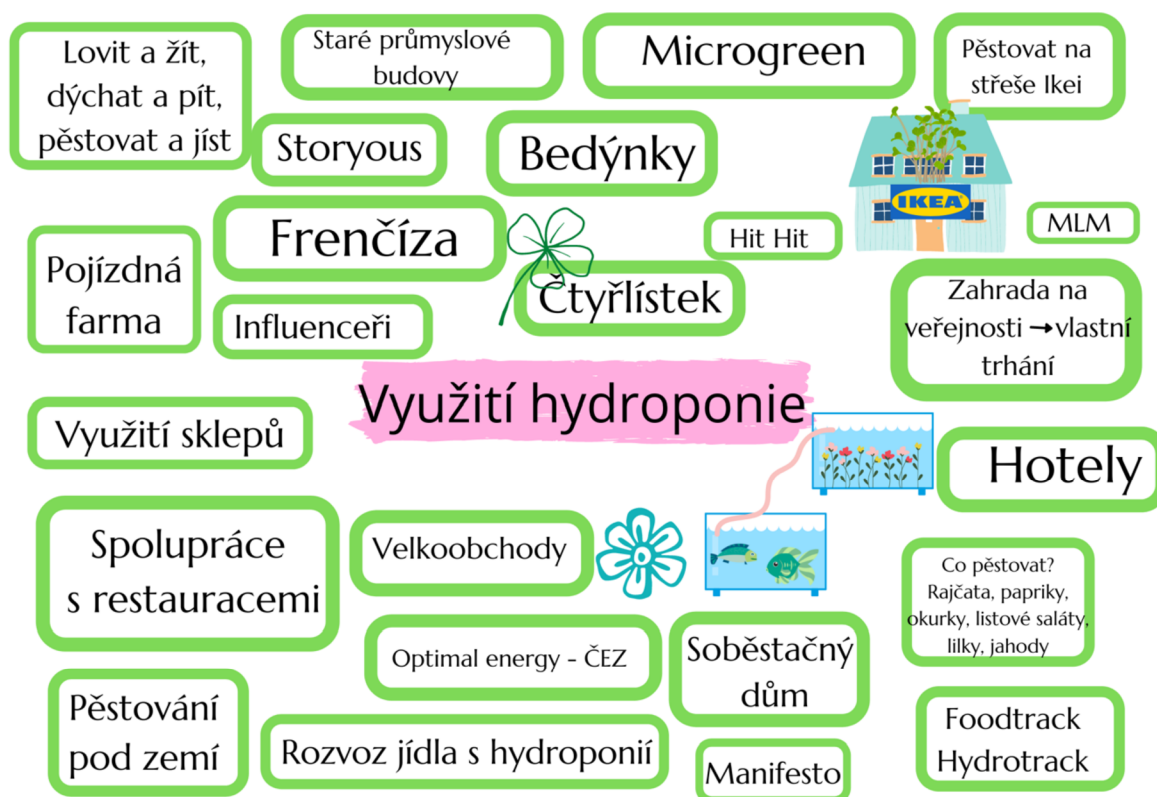 Lovit a žít,
dýchat a pít,
pěstovat a jíst
Staré průmyslové
budovy
Microgreen
Pěstovat na
střeše Ikei
Storyous
Bedýnky
IKEA
Frenčíza
Hit Hit
MLM
Pojízdná
farma
Influenceři
Čtyřlístek
Zahrada na
veřejnosti → vlastní
trhání
Využití hydroponie
Využití sklepů
Hotely
Spolupráce
s restauracemi
Velkoobchody
Co pěstovat?
Rajčata, papriky,
okurky, listové saláty,
lilky, jahody
Optimal energy - ČEZ
Soběstačný
dům
Pěstování
pod zemí
Rozvoz jídla s hydroponií
Manifesto
Foodtrack
Hydrotrack